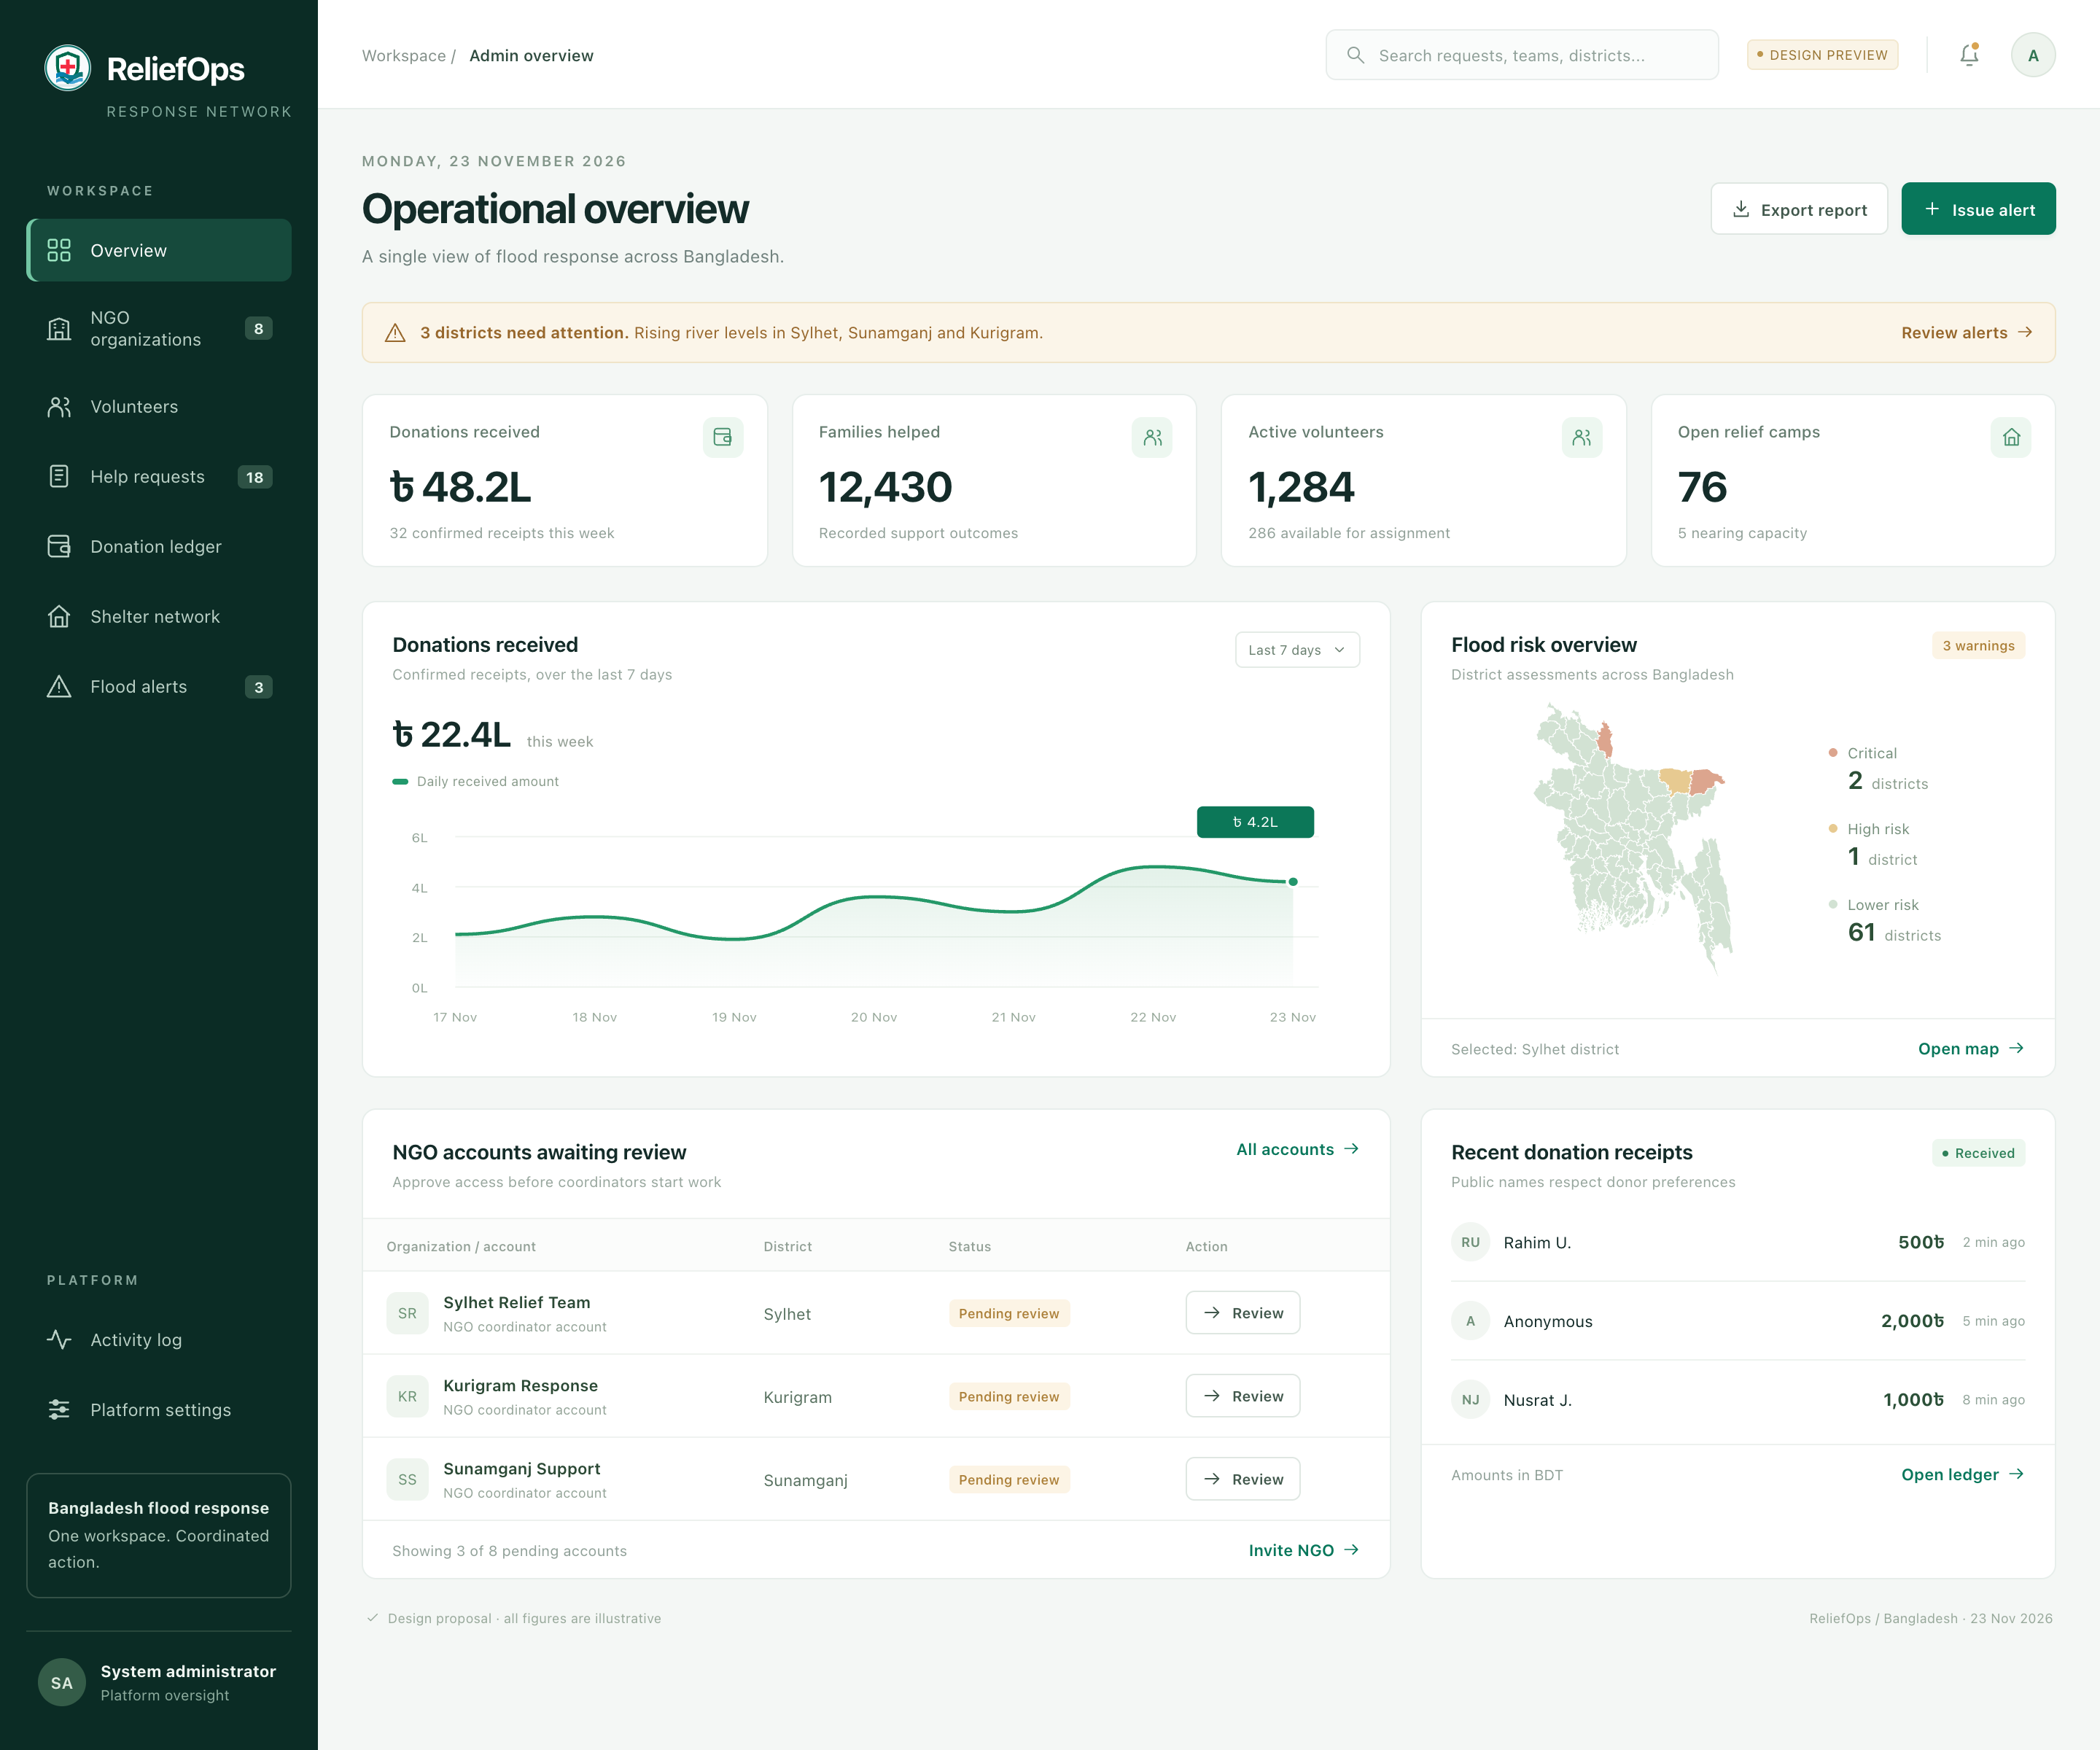 ReliefOps
RESPONSE NETWORK
WORKSPACE
Overview
NGO
organizations
8
Volunteers
Help requests
18
Donation ledger
Shelter network
Flood alerts
3
PLATFORM
Activity log
Platform settings
Bangladesh flood response
One workspace. Coordinated
action.
SA
System administrator
Platform oversight
Workspace / Admin overview
Search requests, teams, districts...
DESIGN PREVIEW
A
MONDAY, 23 NOVEMBER 2026
Operational overview
A single view of flood response across Bangladesh.
Export report
Issue alert
3 districts need attention. Rising river levels in Sylhet, Sunamganj and Kurigram.
Review alerts →
Donations received
৳ 48.2L
32 confirmed receipts this week
Families helped
12,430
Recorded support outcomes
Active volunteers
1,284
286 available for assignment
Open relief camps
76
5 nearing capacity
Donations received
Confirmed receipts, over the last 7 days
Last 7 days
৳ 22.4L this week
Daily received amount
৳ 4.2L
6L
4L
2L
0L
17 Nov 18 Nov 19 Nov 20 Nov 21 Nov 22 Nov 23 Nov
Flood risk overview
District assessments across Bangladesh
3 warnings
Critical
2 districts
High risk
1 district
Lower risk
61 districts
Selected: Sylhet district
Open map →
NGO accounts awaiting review
Approve access before coordinators start work
All accounts →
Organization / account District Status Action
SR
Sylhet Relief Team
NGO coordinator account
Sylhet
Pending review
→ Review
KR
Kurigram Response
NGO coordinator account
Kurigram
Pending review
→ Review
SS
Sunamganj Support
NGO coordinator account
Sunamganj
Pending review
→ Review
Showing 3 of 8 pending accounts
Invite NGO →
Recent donation receipts
Public names respect donor preferences
Received
RU Rahim U. 500৳ 2 min ago
A Anonymous 2,000৳ 5 min ago
NJ Nusrat J. 1,000৳ 8 min ago
Amounts in BDT
Open ledger →
Design proposal · all figures are illustrative
ReliefOps / Bangladesh · 23 Nov 2026